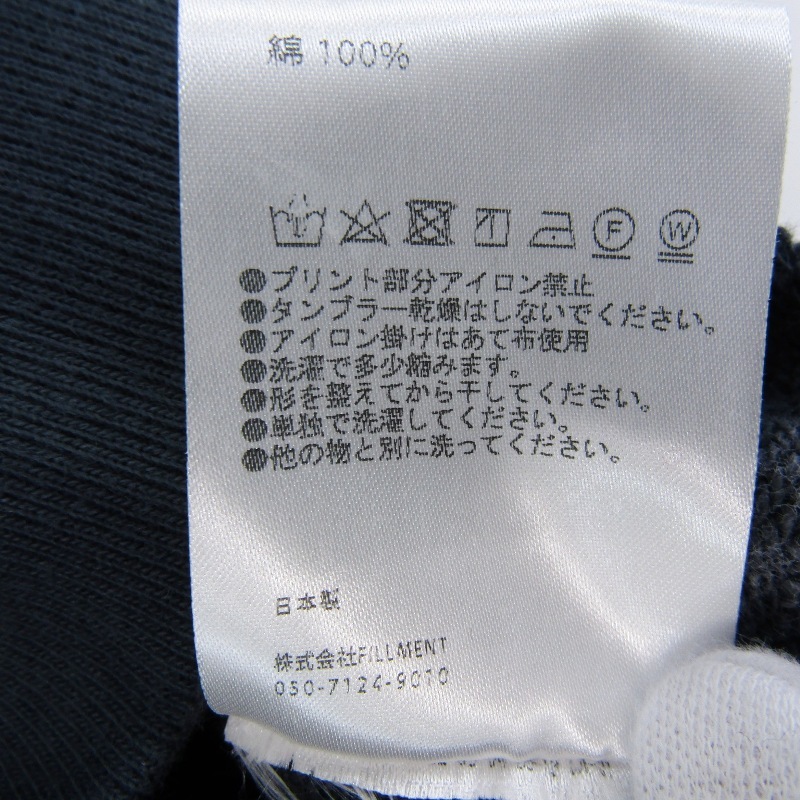 綿 100%
F W
●プリント部分アイロン禁止
●タンブラー乾燥はしないでください。
●アイロン掛けはあて布使用
●洗濯で多少縮みます。
●形を整えてから干してください。
●単独で洗濯してください。
●他の物と別に洗ってください。
日本製
株式会社FILLMENT
050-7124-9010